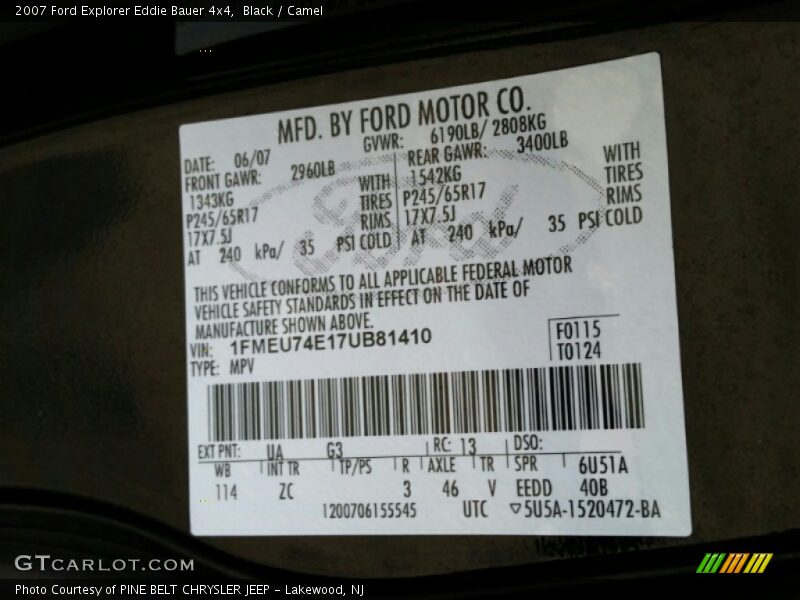 2007 Ford Explorer Eddie Bauer 4x4, Black / Camel
MFD. BY FORD MOTOR CO.
DATE: 06/07 GVWR: 6190LB/ 2808KG
FRONT GAWR: 2960LB REAR GAWR: 3400LB
1343KG WITH 1542KG WITH
P245/65R17 TIRES P245/65R17 TIRES
17X7.5J RIMS 17X7.5J RIMS
AT 240 kPa/ 35 PSI COLD AT 240 kPa/ 35 PSI COLD
Ford
THIS VEHICLE CONFORMS TO ALL APPLICABLE FEDERAL MOTOR
VEHICLE SAFETY STANDARDS IN EFFECT ON THE DATE OF
MANUFACTURE SHOWN ABOVE.
VIN: 1FMEU74E17UB81410 F0115
TYPE: MPV T0124
EXT PNT: UA G3 RC: 13 DSO:
WB INT TR TP/PS R AXLE TR SPR 6U51A
114 ZC 3 46 V EEDD 40B
1200706155545 UTC ▽5U5A-1520472-BA
GTCARLOT.COM
Photo Courtesy of PINE BELT CHRYSLER JEEP - Lakewood, NJ